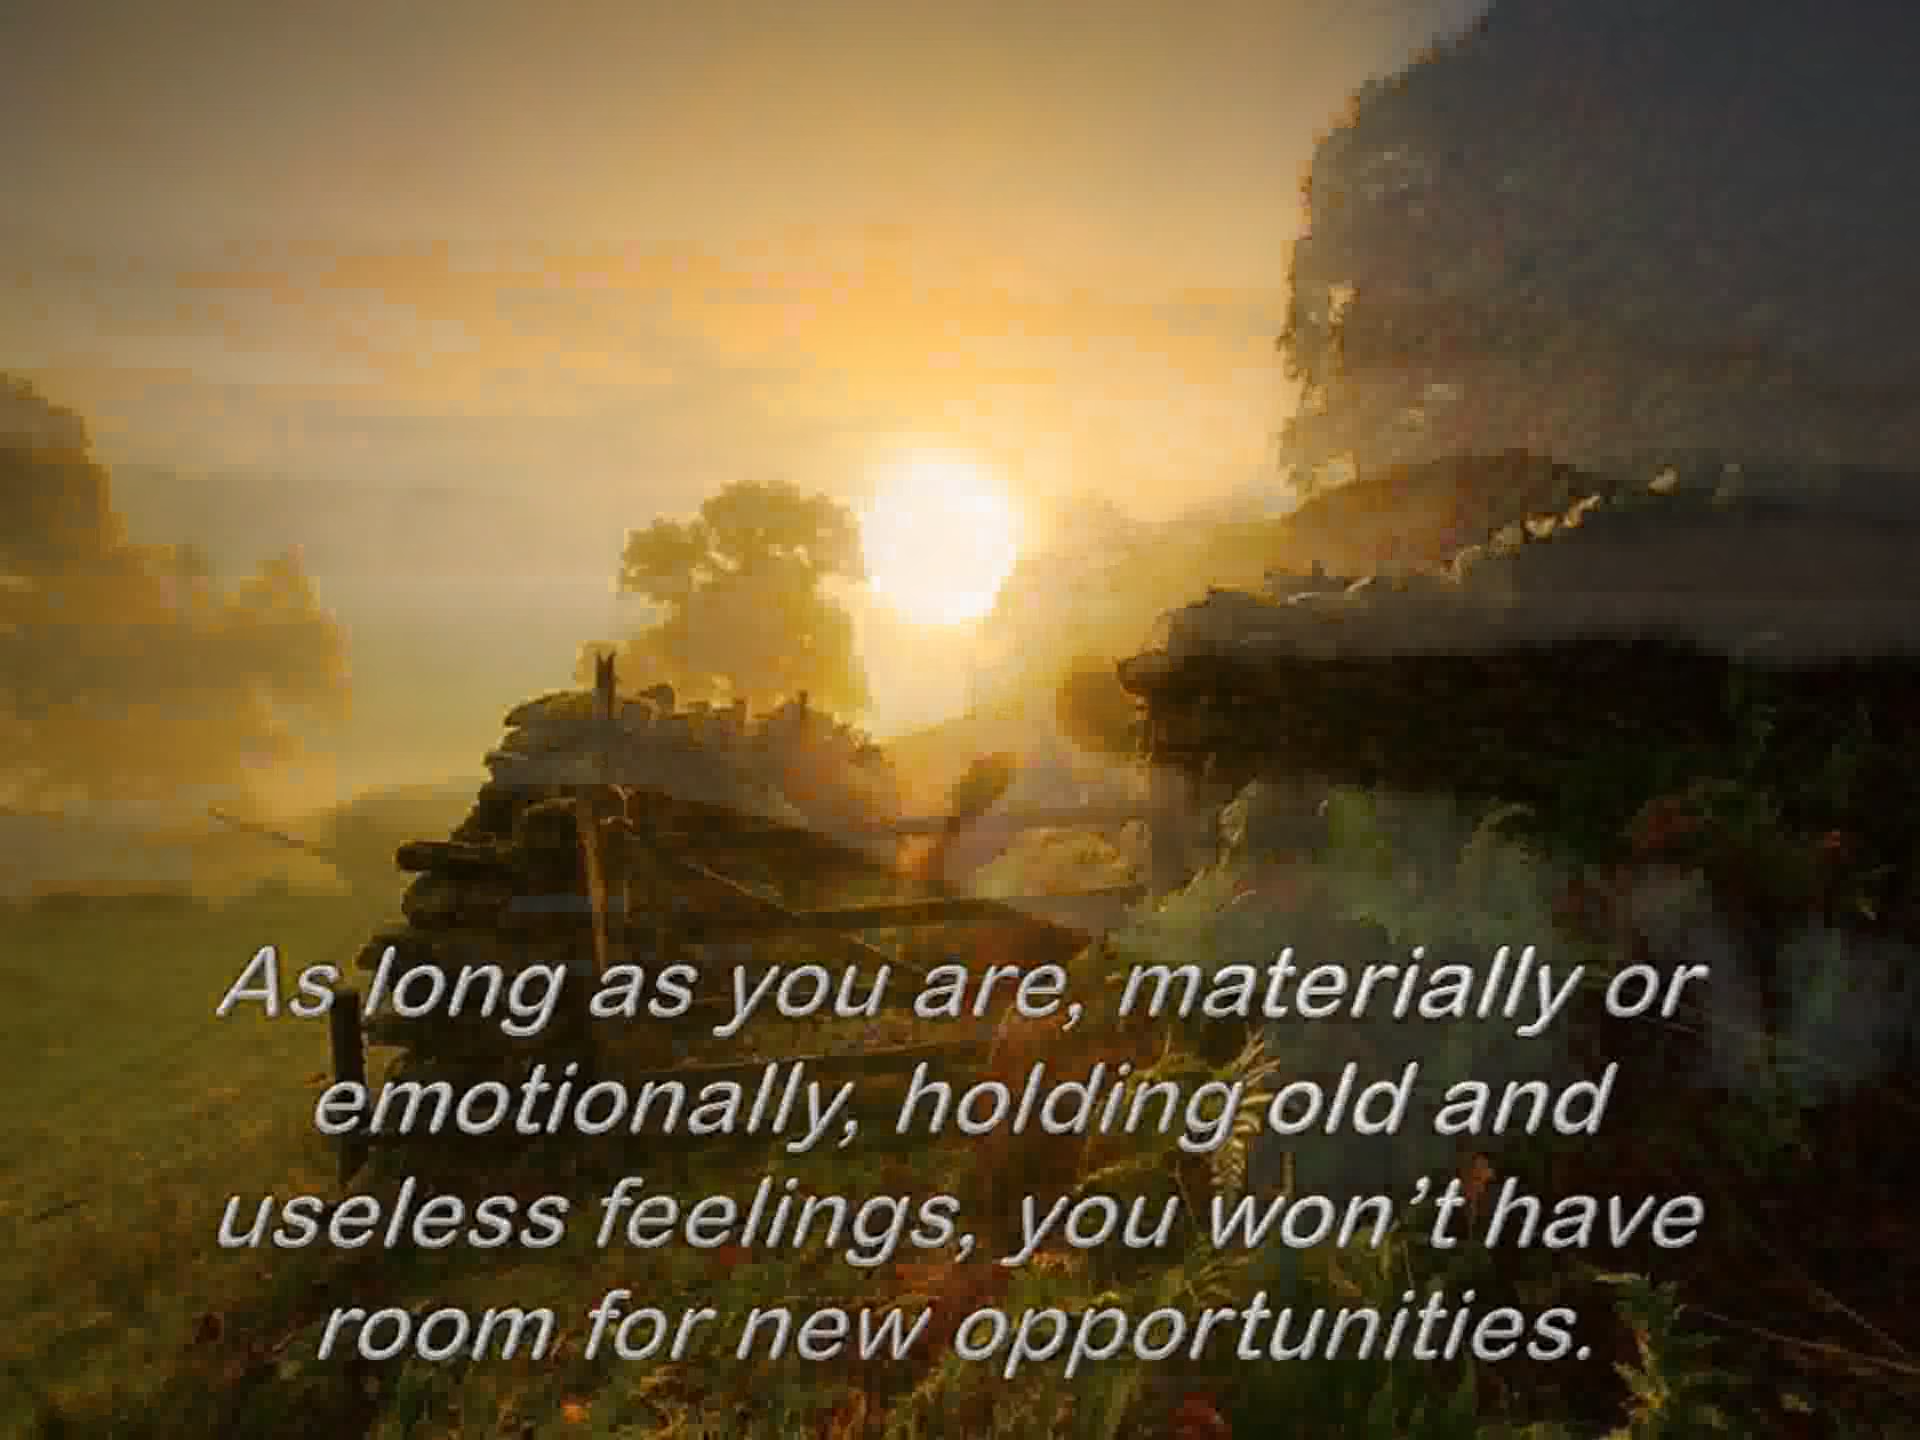 As long as you are, materially or
emotionally, holding old and
useless feelings, you won’t have
room for new opportunities.